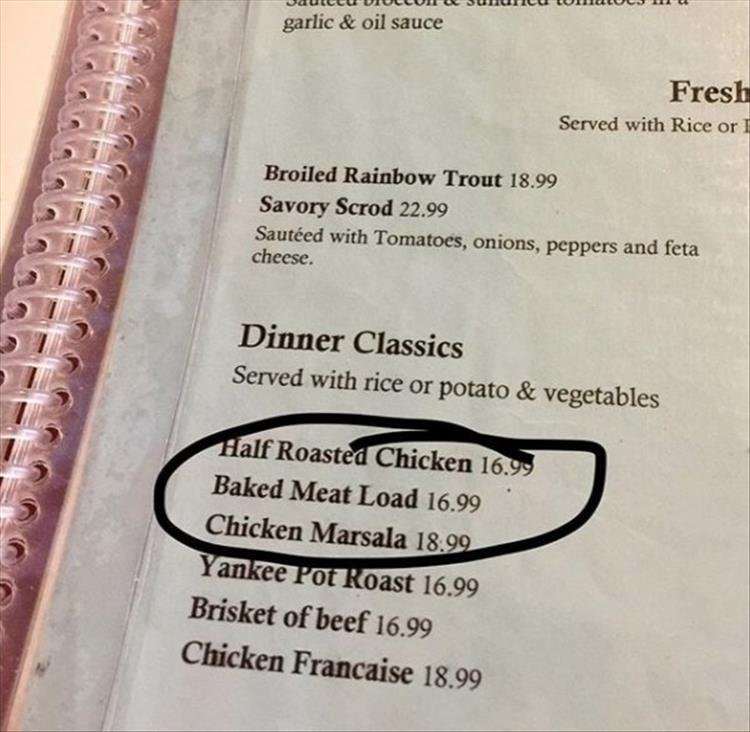 garlic & oil sauce
Fresh
Served with Rice or
Broiled Rainbow Trout 18.99
Savory Scrod 22.99
Sautéed with Tomatoes, onions, peppers and feta
cheese.
Dinner Classics
Served with rice or potato & vegetables
Half Roasted Chicken 16.99
Baked Meat Load 16.99
Chicken Marsala 18.99
Yankee Pot Roast 16.99
Brisket of beef 16.99
Chicken Francaise 18.99